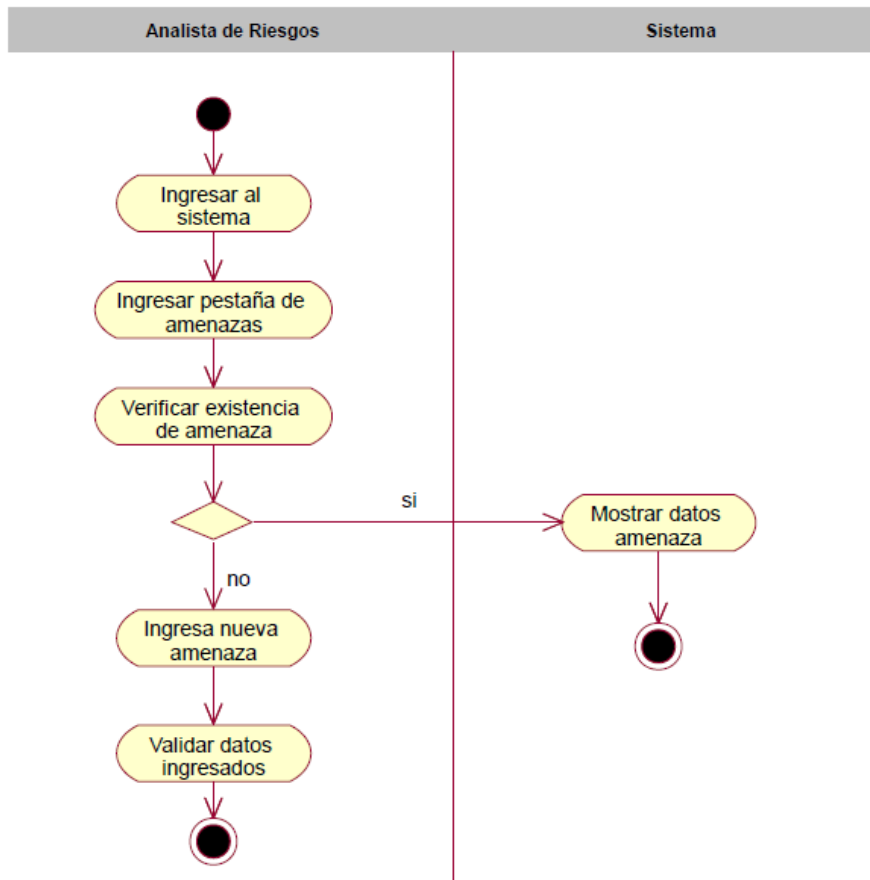 Analista de Riesgos
Sistema
Ingresar al
sistema
Ingresar pestaña de
amenazas
Verificar existencia
de amenaza
si
Mostrar datos
amenaza
no
Ingresa nueva
amenaza
Validar datos
ingresados